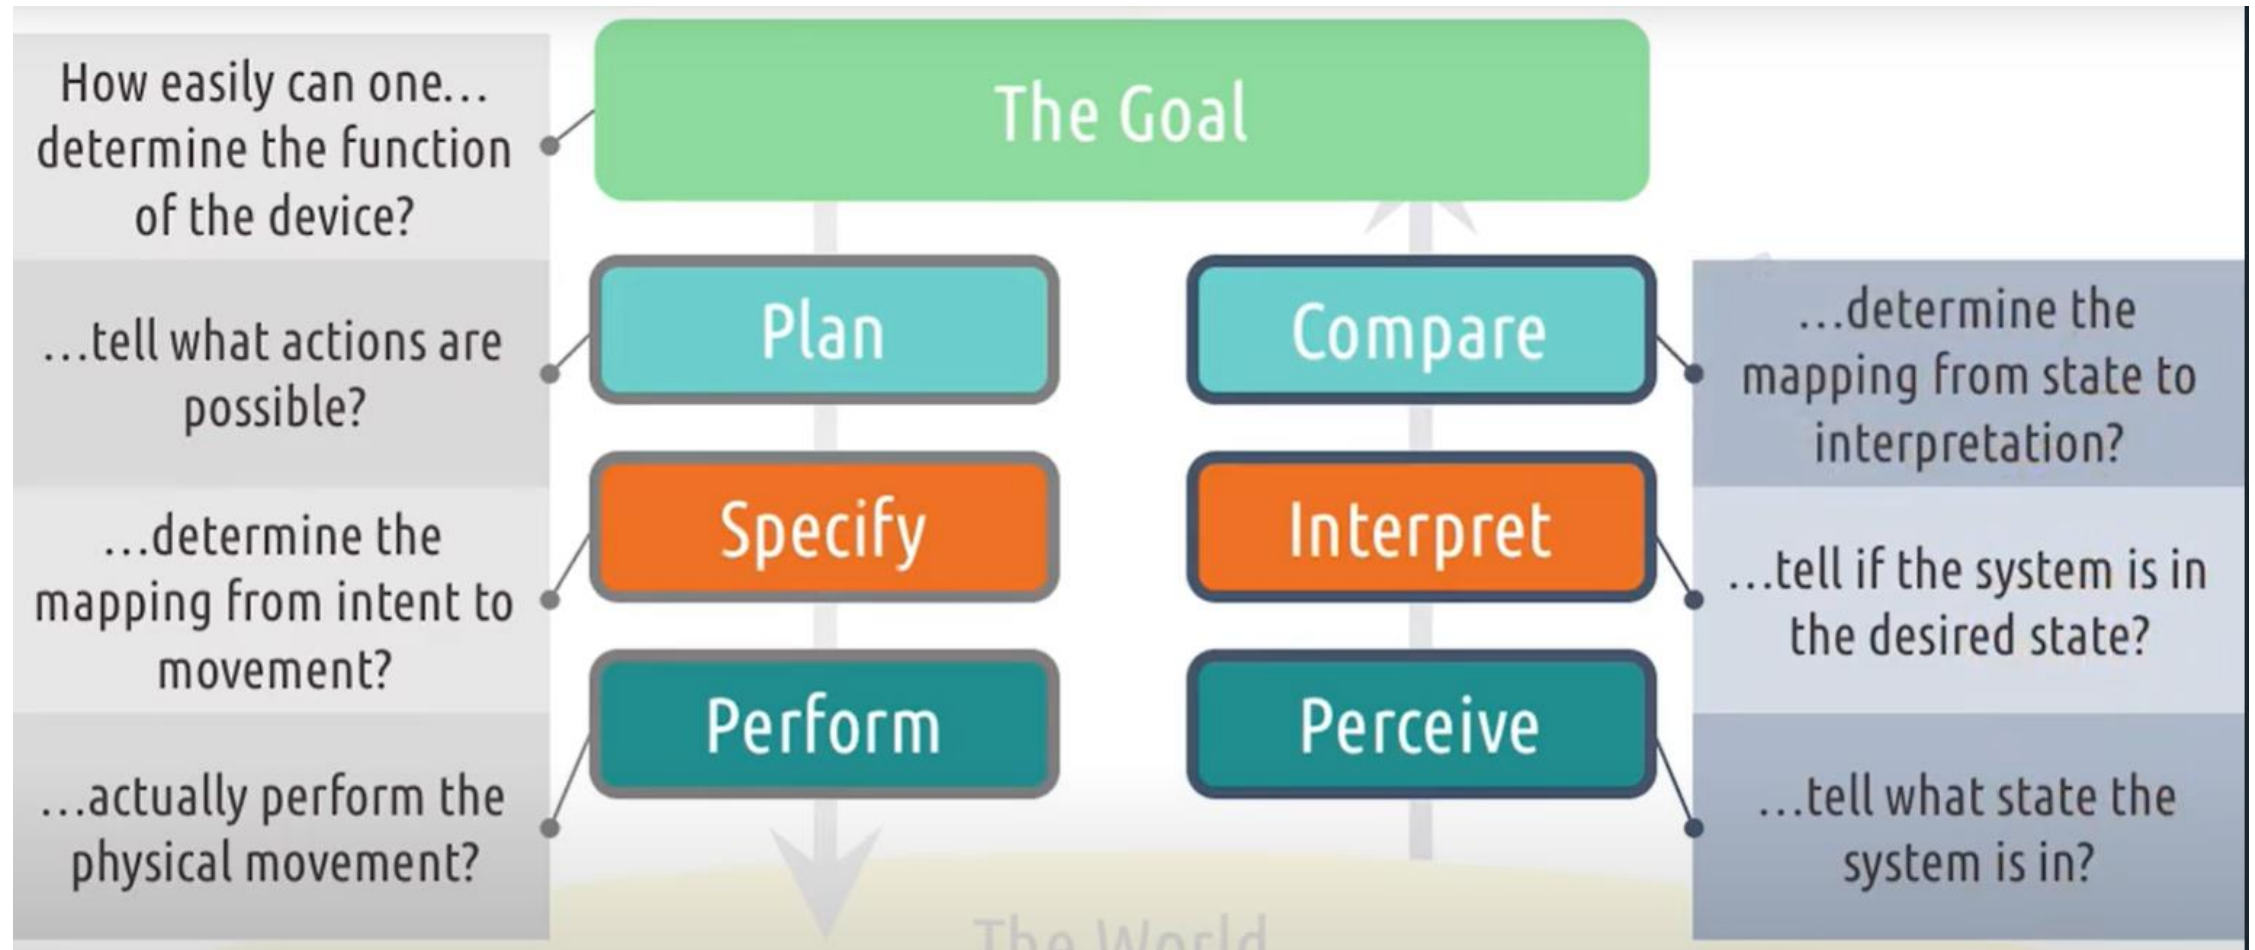 How easily can one…
determine the function
of the device?
The Goal
…tell what actions are
possible?
Plan
Compare
…determine the
mapping from state to
interpretation?
…determine the
mapping from intent to
movement?
Specify
Interpret
…tell if the system is in
the desired state?
…actually perform the
physical movement?
Perform
Perceive
…tell what state the
system is in?
The World